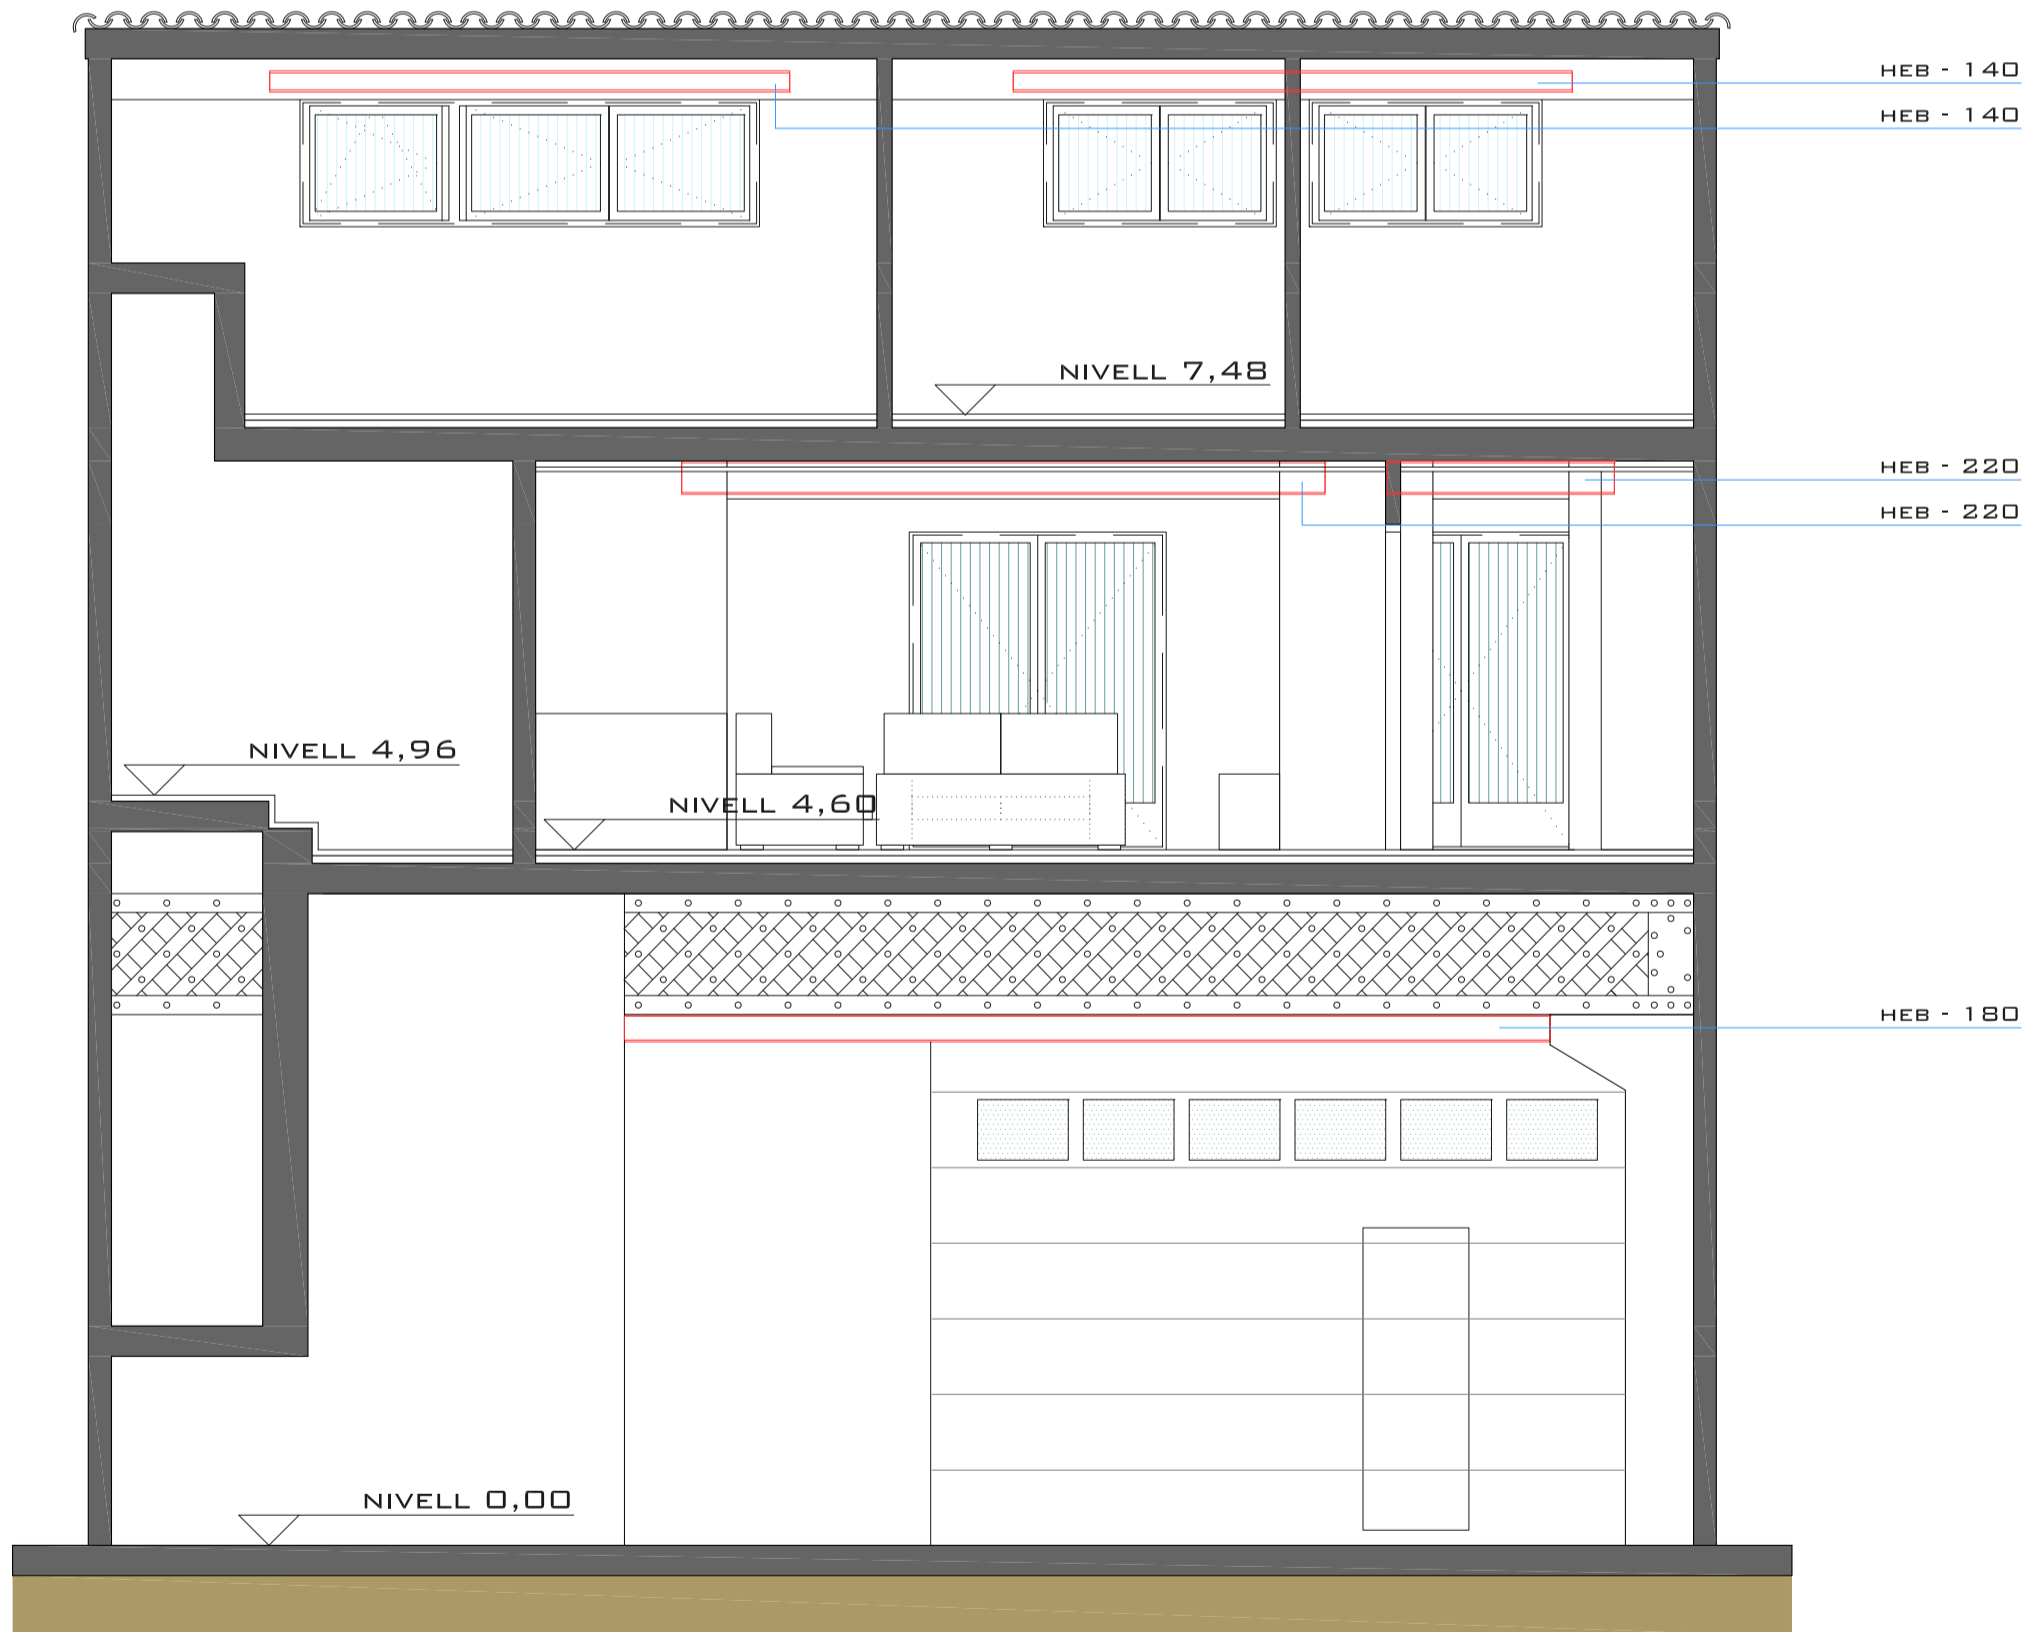 HEB - 140
HEB - 140
NIVELL 7,48
HEB - 220
HEB - 220
NIVELL 4,96
NIVELL 4,60
HEB - 180
NIVELL 0,00